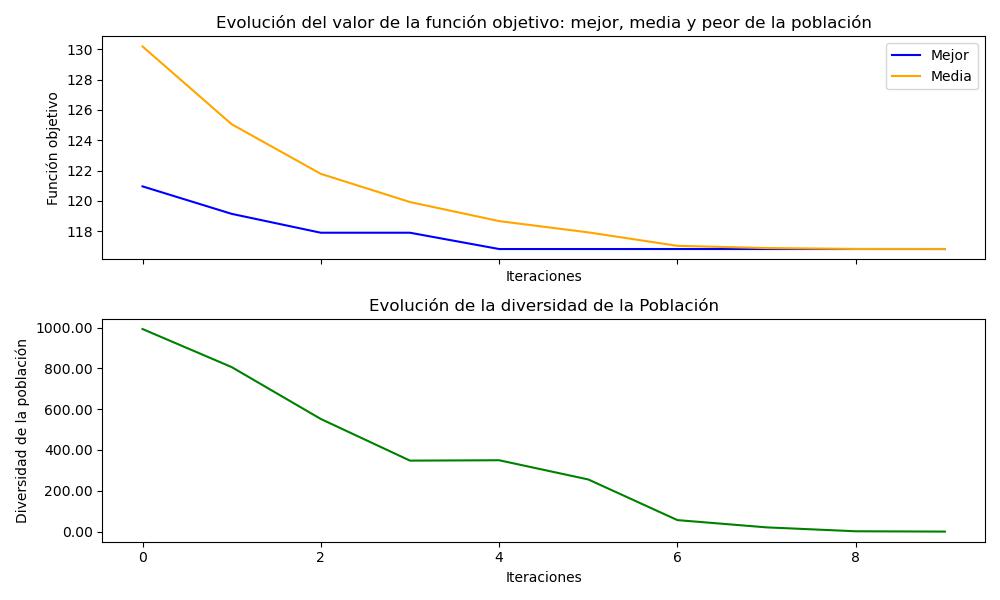 Evolución del valor de la función objetivo: mejor, media y peor de la población
Función objetivo
130
128
126
124
122
120
118
Mejor
Media
Iteraciones
Evolución de la diversidad de la Población
Diversidad de la población
1000.00
800.00
600.00
400.00
200.00
0.00
0 2 4 6 8
Iteraciones